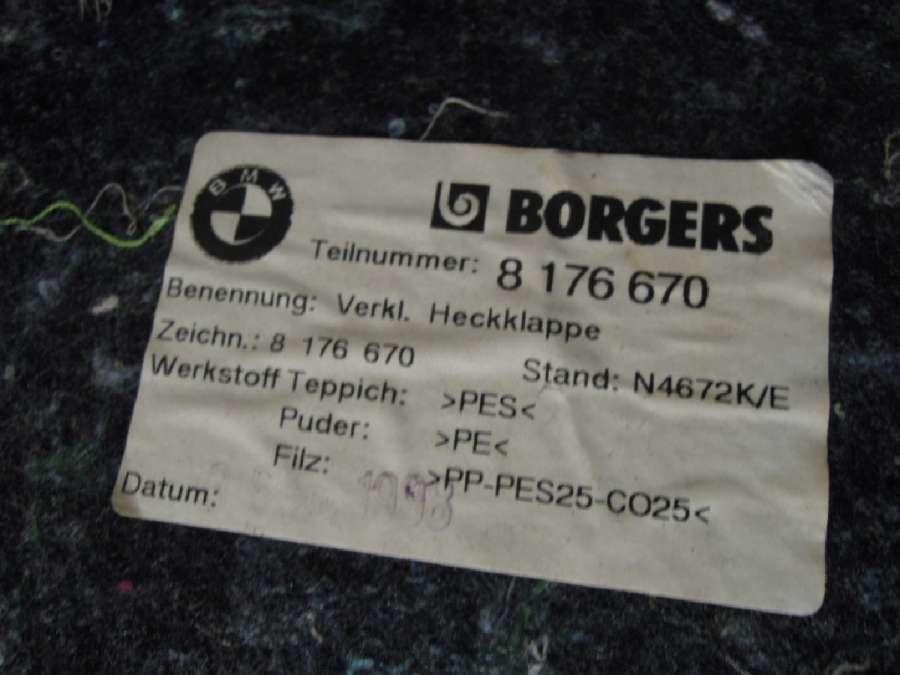 BMW
BORGERS
Teilnummer: 8 176 670
Benennung: Verkl. Heckklappe
Zeichn.: 8 176 670
Stand: N4672K/E
Werkstoff Teppich: >PES<
Puder: >PE<
Filz: >PP-PES25-CO25<
Datum: 1993